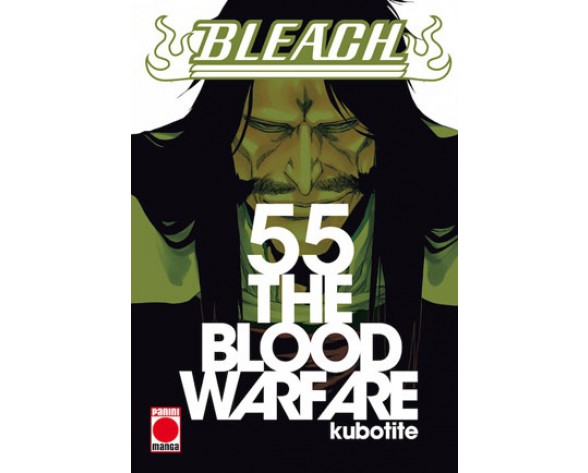 BLEACH
55
THE
BLOOD
WARFARE
kubotite
PANINI
manga